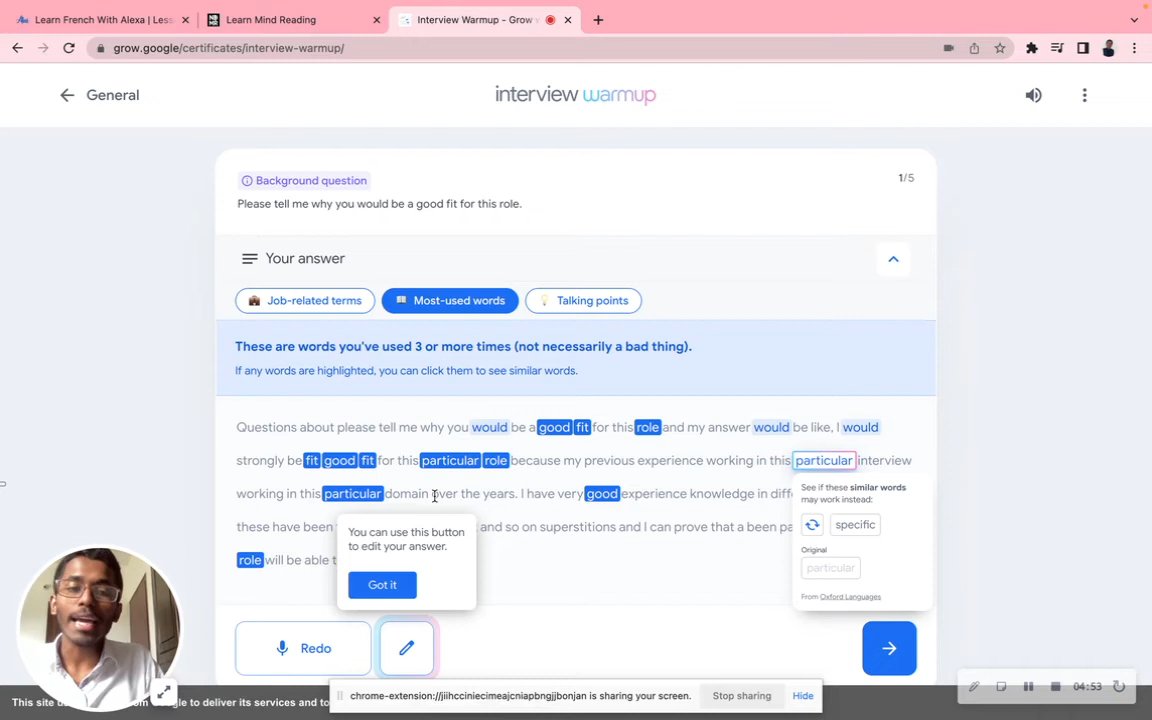 Learn French With Alexa | Less
Learn Mind Reading
Interview Warmup - Grow w
grow.google/certificates/interview-warmup/
General
interview warmup
Background question
1/5
Please tell me why you would be a good fit for this role.
Your answer
Job-related terms
Most-used words
Talking points
These are words you've used 3 or more times (not necessarily a bad thing).
If any words are highlighted, you can click them to see similar words.
Questions about please tell me why you would be a good fit for this role and my answer would be like, I would
strongly be fit good fit for this particular role because my previous experience working in this particular interview
working in this particular domain over the years. I have very good experience knowledge in diff
these have been and so on superstitions and I can prove that a been pa
role will be able
You can use this button
to edit your answer.
Got it
See if these similar words
may work instead:
specific
Original
particular
From Oxford Languages
Redo
This site
to deliver its services and to
chrome-extension://jiihcciniecimeajcniapbngjjbonjan is sharing your screen.
Stop sharing
Hide
04:53